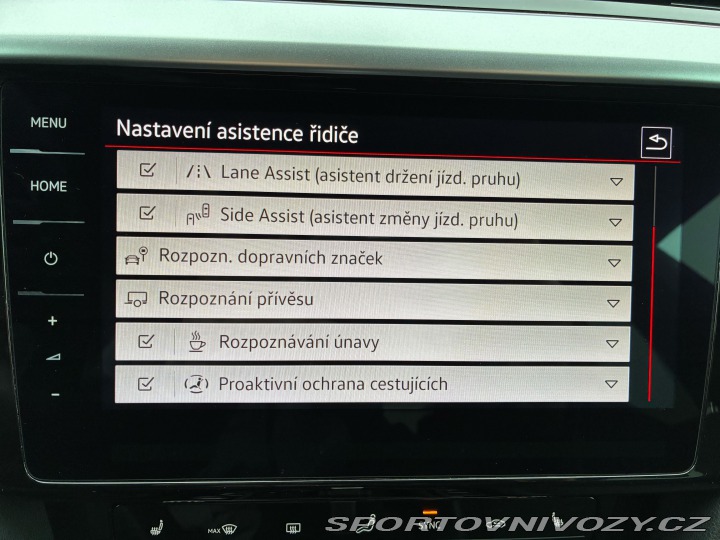 MENU
Nastavení asistence řidiče
Lane Assist (asistent držení jízd. pruhu)
HOME
Side Assist (asistent změny jízd. pruhu)
Rozpozn. dopravních značek
Rozpoznání přívěsu
+
Rozpoznávání únavy
Proaktivní ochrana cestujících
-
MAX
SYNC
SPORTOVNIVOZY.CZ